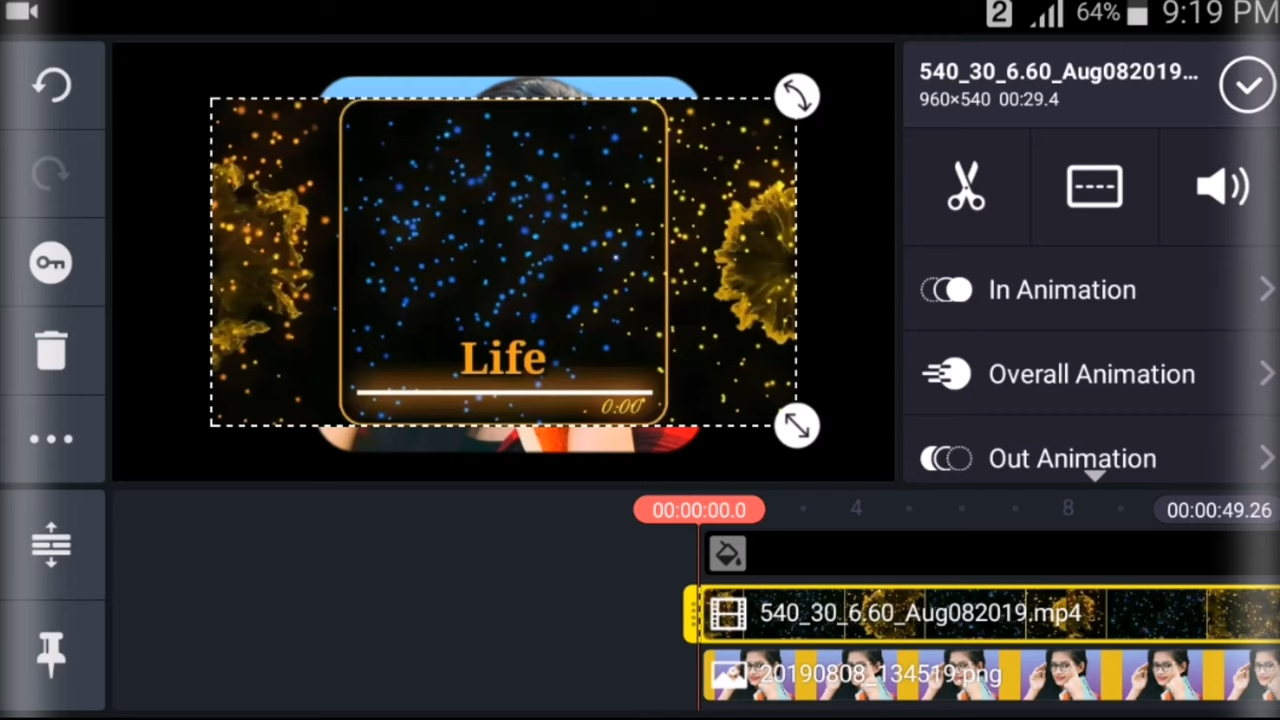 2 64% 9:19 PM
540_30_6.60_Aug082019...
960×540 00:29.4
Life
0:00
In Animation
Overall Animation
Out Animation
00:00:00.0 4 8 00:00:49.26
540_30_6.60_Aug082019.mp4
20190808_134519.png